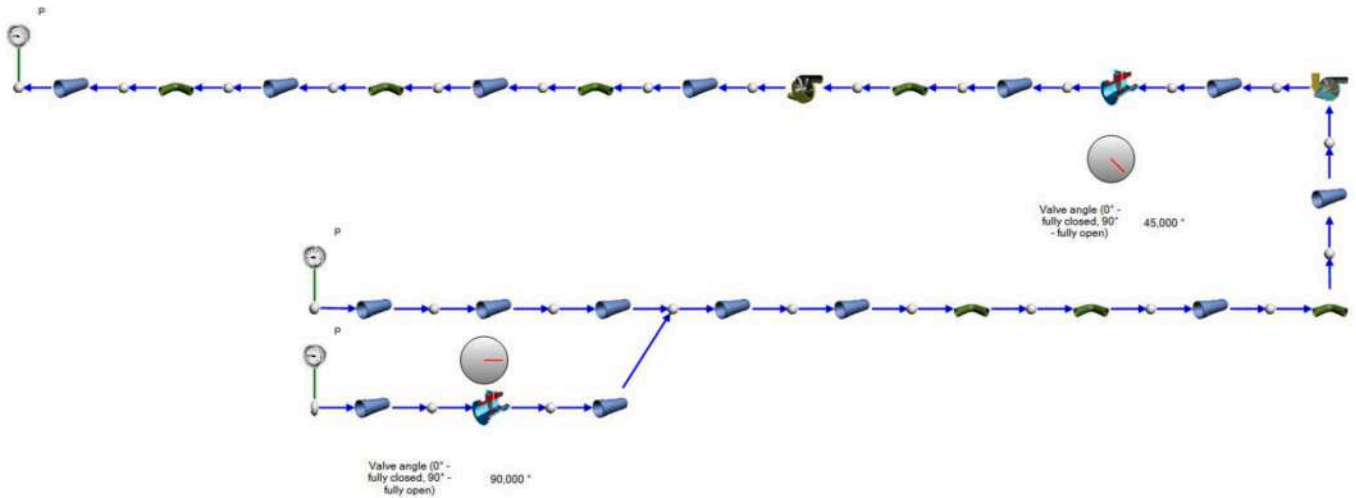 P
Valve angle (0° -
fully closed, 90°
- fully open)
45,000 °
P
P
Valve angle (0° -
fully closed, 90° -
fully open)
90,000 °